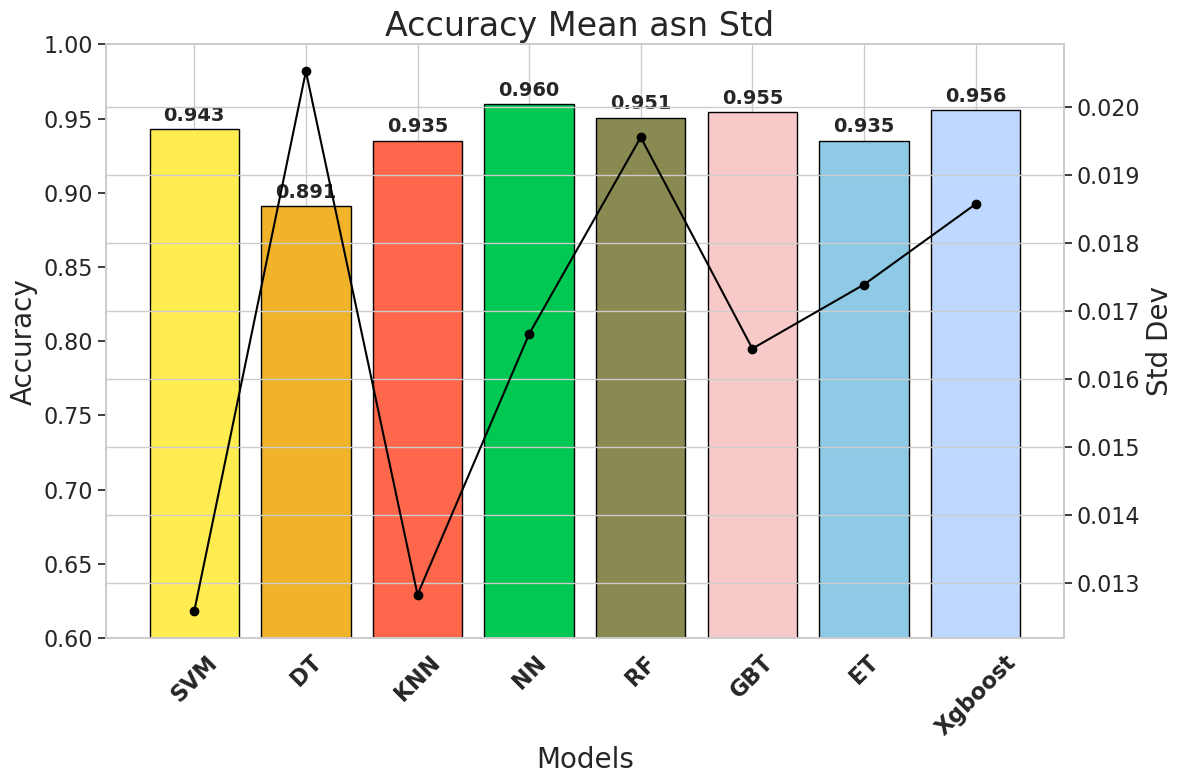 Accuracy Mean asn Std
1.00
0.95
0.90
0.85
0.80
0.75
0.70
0.65
0.60
Accuracy
0.943
0.891
0.935
0.960
0.951
0.955
0.935
0.956
0.020
0.019
0.018
0.017
0.016
0.015
0.014
0.013
Std Dev
SVM
DT
KNN
NN
RF
GBT
ET
Xgboost
Models